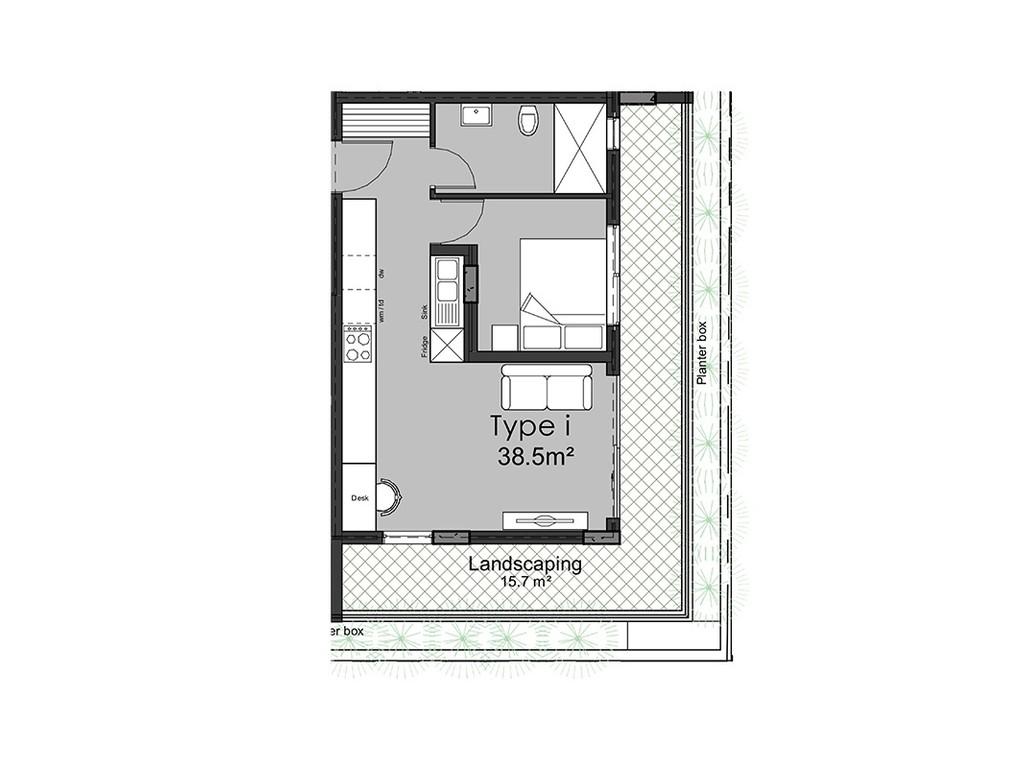 dw
wm / td
Sink
Fridge
Planter box
Type i
38.5m²
Desk
Landscaping
15.7 m²
er box